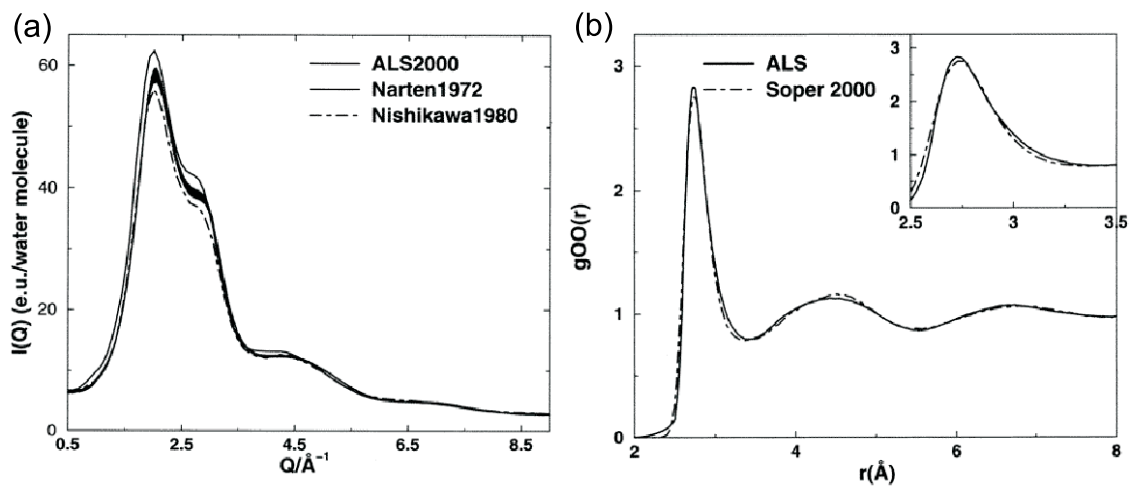 (a)
I(Q) (e.u./water molecule)
60
40
20
0
ALS2000
Narten1972
Nishikawa1980
0.5 2.5 4.5 6.5 8.5
Q/Å⁻¹
(b)
gOO(r)
3
2
1
0
ALS
Soper 2000
3
2
1
0
2.5 3 3.5
2 4 6 8
r(Å)